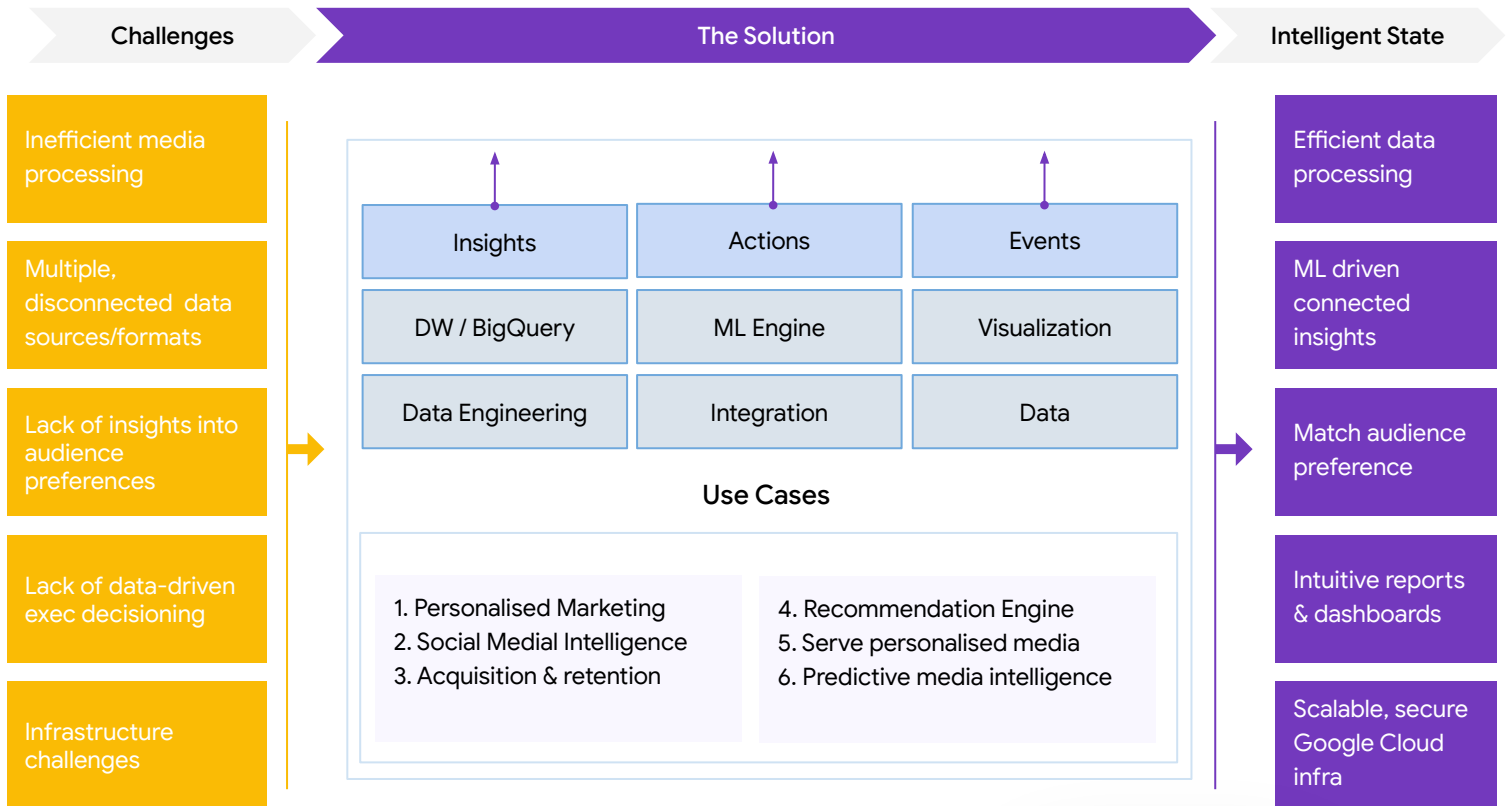 Challenges
The Solution
Intelligent State
Inefficient media
processing
Multiple,
disconnected data
sources/formats
Lack of insights into
audience
preferences
Lack of data-driven
exec decisioning
Infrastructure
challenges
Insights
Actions
Events
DW / BigQuery
ML Engine
Visualization
Data Engineering
Integration
Data
Use Cases
1. Personalised Marketing
2. Social Medial Intelligence
3. Acquisition & retention
4. Recommendation Engine
5. Serve personalised media
6. Predictive media intelligence
Efficient data
processing
ML driven
connected
insights
Match audience
preference
Intuitive reports
& dashboards
Scalable, secure
Google Cloud
infra